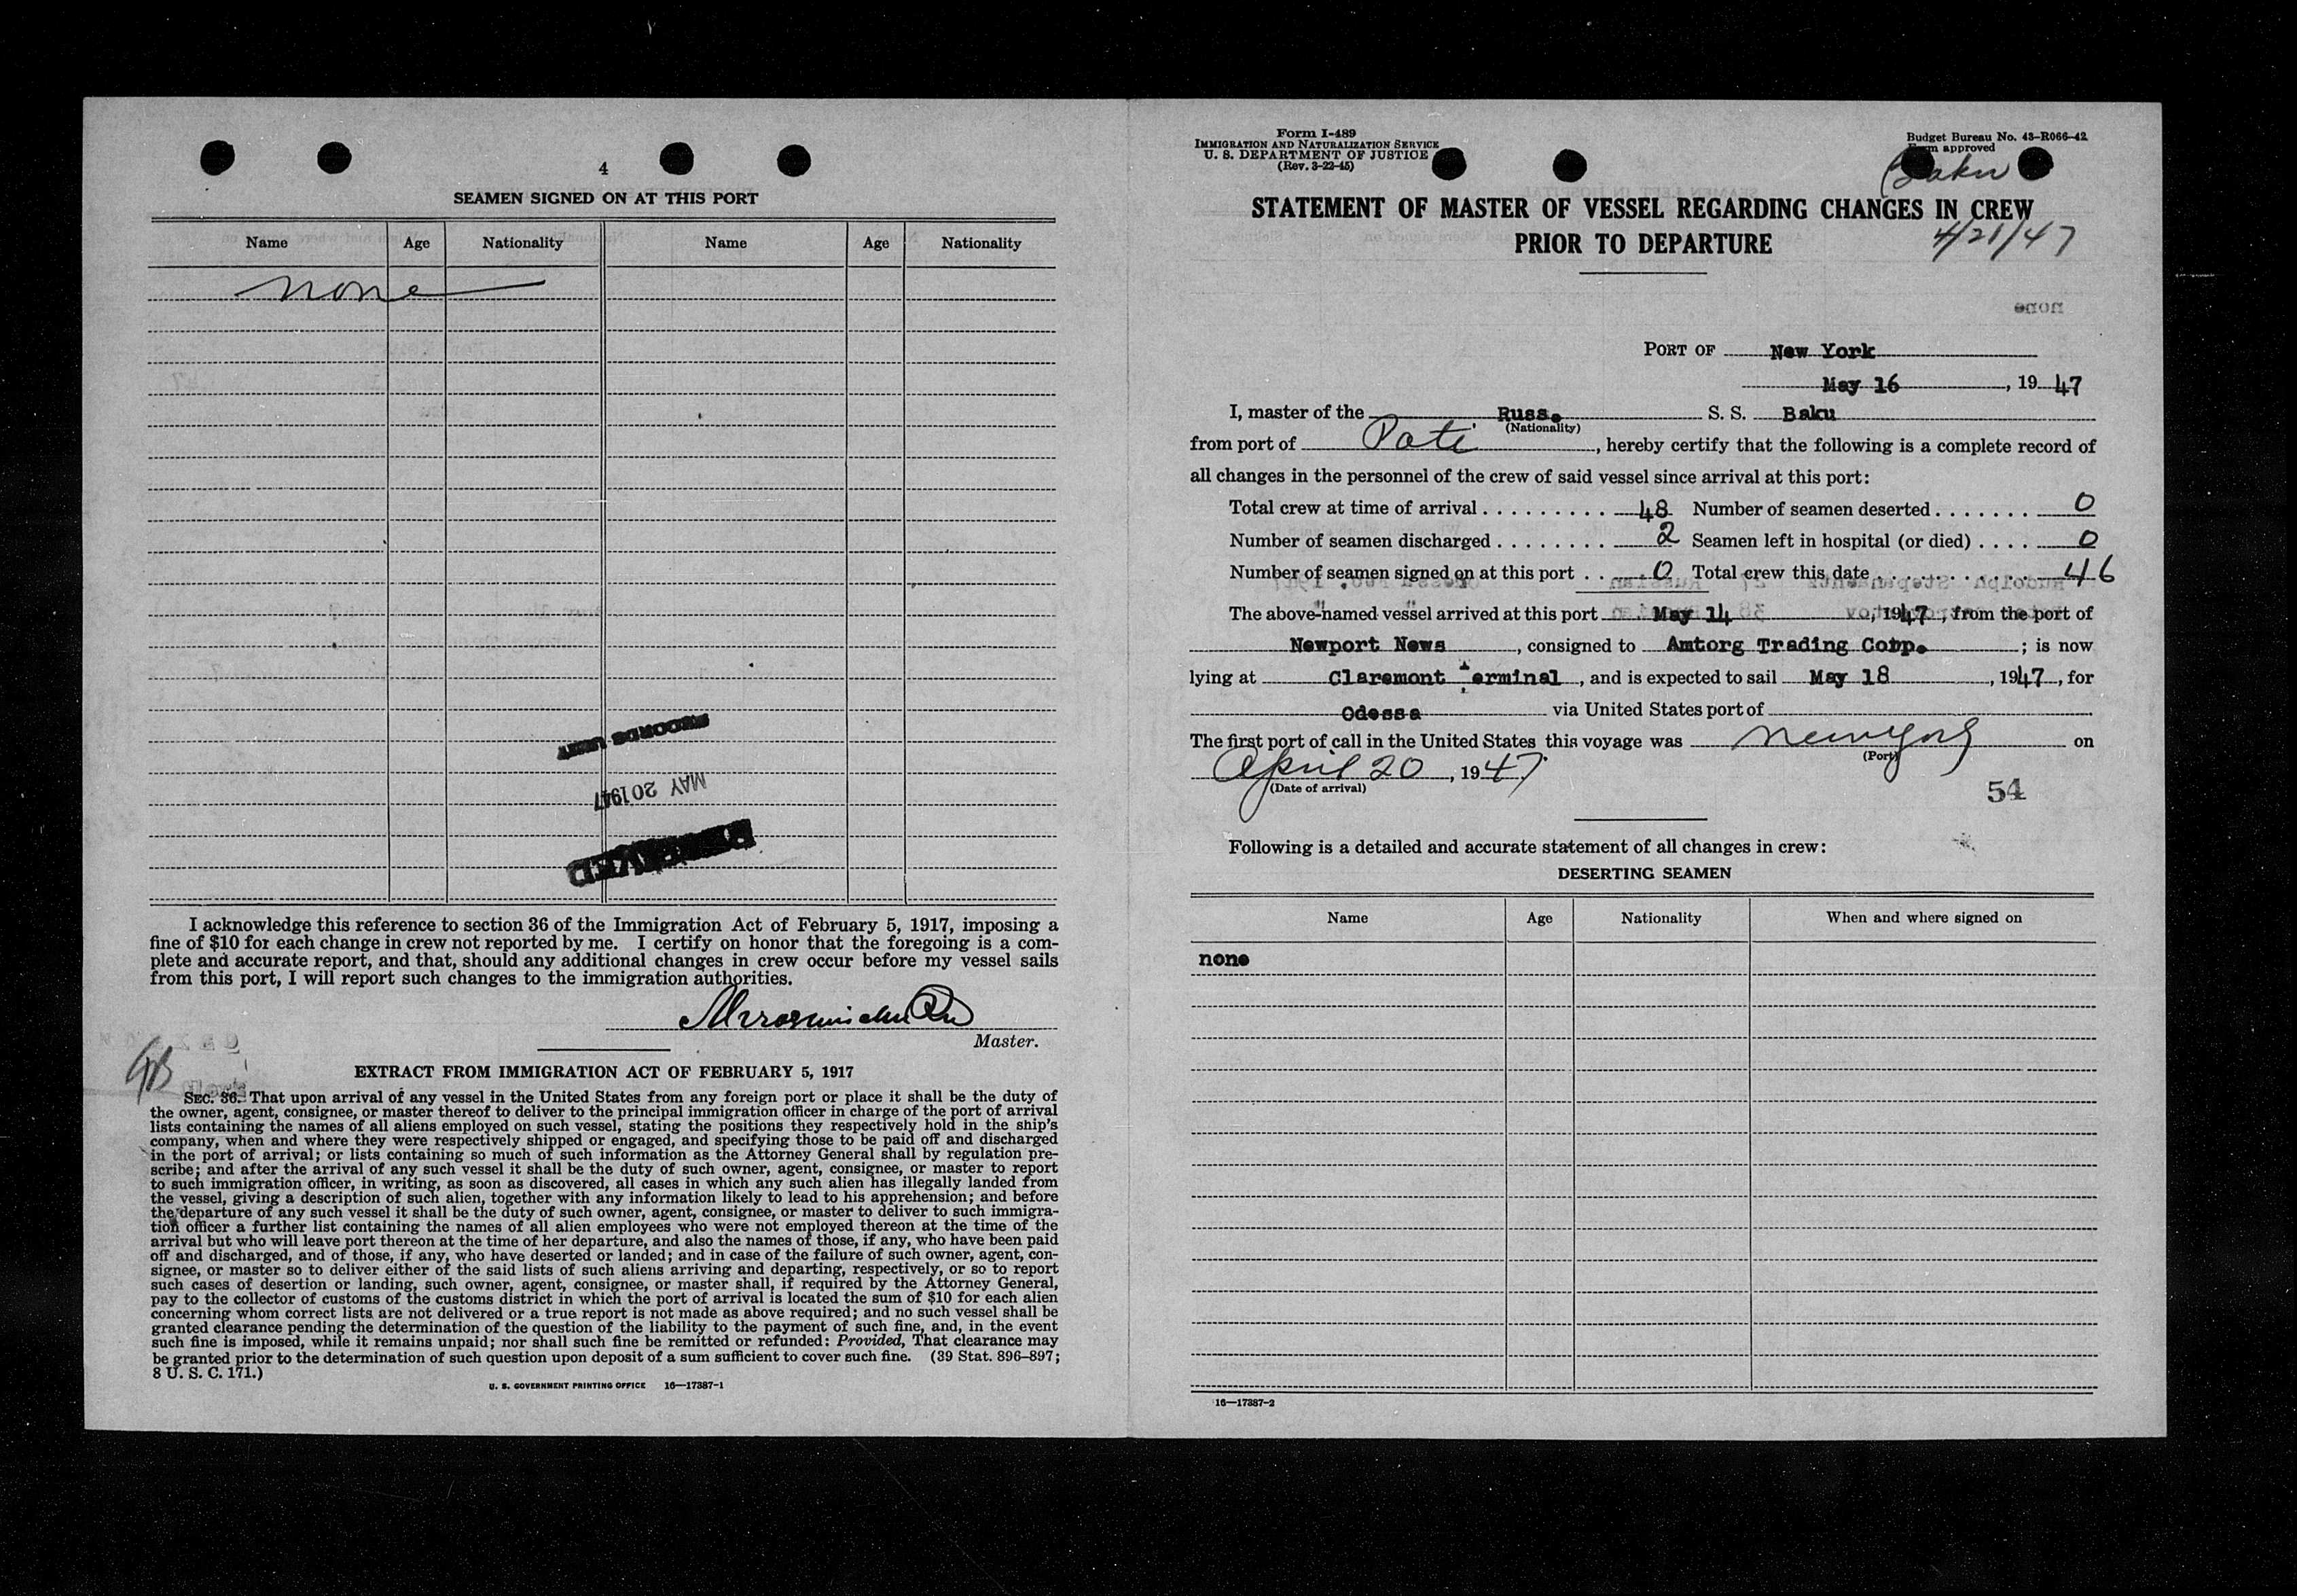 4
SEAMEN SIGNED ON AT THIS PORT
Name Age Nationality Name Age Nationality
none
RECORDS UNIT
MAY 20 1947
RECEIVED
I acknowledge this reference to section 36 of the Immigration Act of February 5, 1917, imposing a
fine of $10 for each change in crew not reported by me. I certify on honor that the foregoing is a com-
plete and accurate report, and that, should any additional changes in crew occur before my vessel sails
from this port, I will report such changes to the immigration authorities.
Master.
EXTRACT FROM IMMIGRATION ACT OF FEBRUARY 5, 1917
SEC. 36. That upon arrival of any vessel in the United States from any foreign port or place it shall be the duty of
the owner, agent, consignee, or master thereof to deliver to the principal immigration officer in charge of the port of arrival
lists containing the names of all aliens employed on such vessel, stating the positions they respectively hold in the ship's
company, when and where they were respectively shipped or engaged, and specifying those to be paid off and discharged
in the port of arrival; or lists containing so much of such information as the Attorney General shall by regulation pre-
scribe; and after the arrival of any such vessel it shall be the duty of such owner, agent, consignee, or master to report
to such immigration officer, in writing, as soon as discovered, all cases in which any such alien has illegally landed from
the vessel, giving a description of such alien, together with any information likely to lead to his apprehension; and before
the departure of any such vessel it shall be the duty of such owner, agent, consignee, or master to deliver to such immigra-
tion officer a further list containing the names of all alien employees who were not employed thereon at the time of the
arrival but who will leave port thereon at the time of her departure, and also the names of those, if any, who have been paid
off and discharged, and of those, if any, who have deserted or landed; and in case of the failure of such owner, agent, con-
signee, or master so to deliver either of the said lists of such aliens arriving and departing, respectively, or so to report
such cases of desertion or landing, such owner, agent, consignee, or master shall, if required by the Attorney General,
pay to the collector of customs of the customs district in which the port of arrival is located the sum of $10 for each alien
concerning whom correct lists are not delivered or a true report is not made as above required; and no such vessel shall be
granted clearance pending the determination of the question of the liability to the payment of such fine, and, in the event
such fine is imposed, while it remains unpaid; nor shall such fine be remitted or refunded: Provided, That clearance may
be granted prior to the determination of such question upon deposit of a sum sufficient to cover such fine. (39 Stat. 896–897;
8 U. S. C. 171.)
U. S. GOVERNMENT PRINTING OFFICE 16—17387-1
Form I-489
IMMIGRATION AND NATURALIZATION SERVICE
U. S. DEPARTMENT OF JUSTICE
(Rev. 3-22-45)
Budget Bureau No. 43-R066-42
Form approved
Baku
STATEMENT OF MASTER OF VESSEL REGARDING CHANGES IN CREW
PRIOR TO DEPARTURE
4/21/47
PORT OF New York
May 16, 19 47
I, master of the Russ. S. S. Baku
(Nationality)
from port of Poti, hereby certify that the following is a complete record of
all changes in the personnel of the crew of said vessel since arrival at this port:
Total crew at time of arrival . . . . . . . . . . 48 Number of seamen deserted . . . . . . . 0
Number of seamen discharged . . . . . . . . 2 Seamen left in hospital (or died) . . . . 0
Number of seamen signed on at this port . . 0 Total crew this date . . . . . . . . . . . . 46
The above-named vessel arrived at this port May 14, 1947, from the port of
Newport News, consigned to Amtorg Trading Corp.; is now
lying at Claremont Terminal, and is expected to sail May 18, 1947, for
Odessa via United States port of
The first port of call in the United States this voyage was New York on
(Port)
April 20, 1947
(Date of arrival)
54
Following is a detailed and accurate statement of all changes in crew:
DESERTING SEAMEN
Name Age Nationality When and where signed on
none
16—17387-2